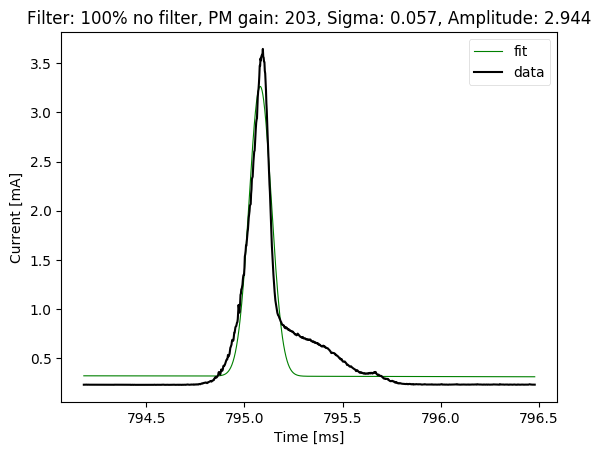 Filter: 100% no filter, PM gain: 203, Sigma: 0.057, Amplitude: 2.944
fit
data
3.5
3.0
2.5
2.0
1.5
1.0
0.5
Current [mA]
794.5 795.0 795.5 796.0 796.5
Time [ms]